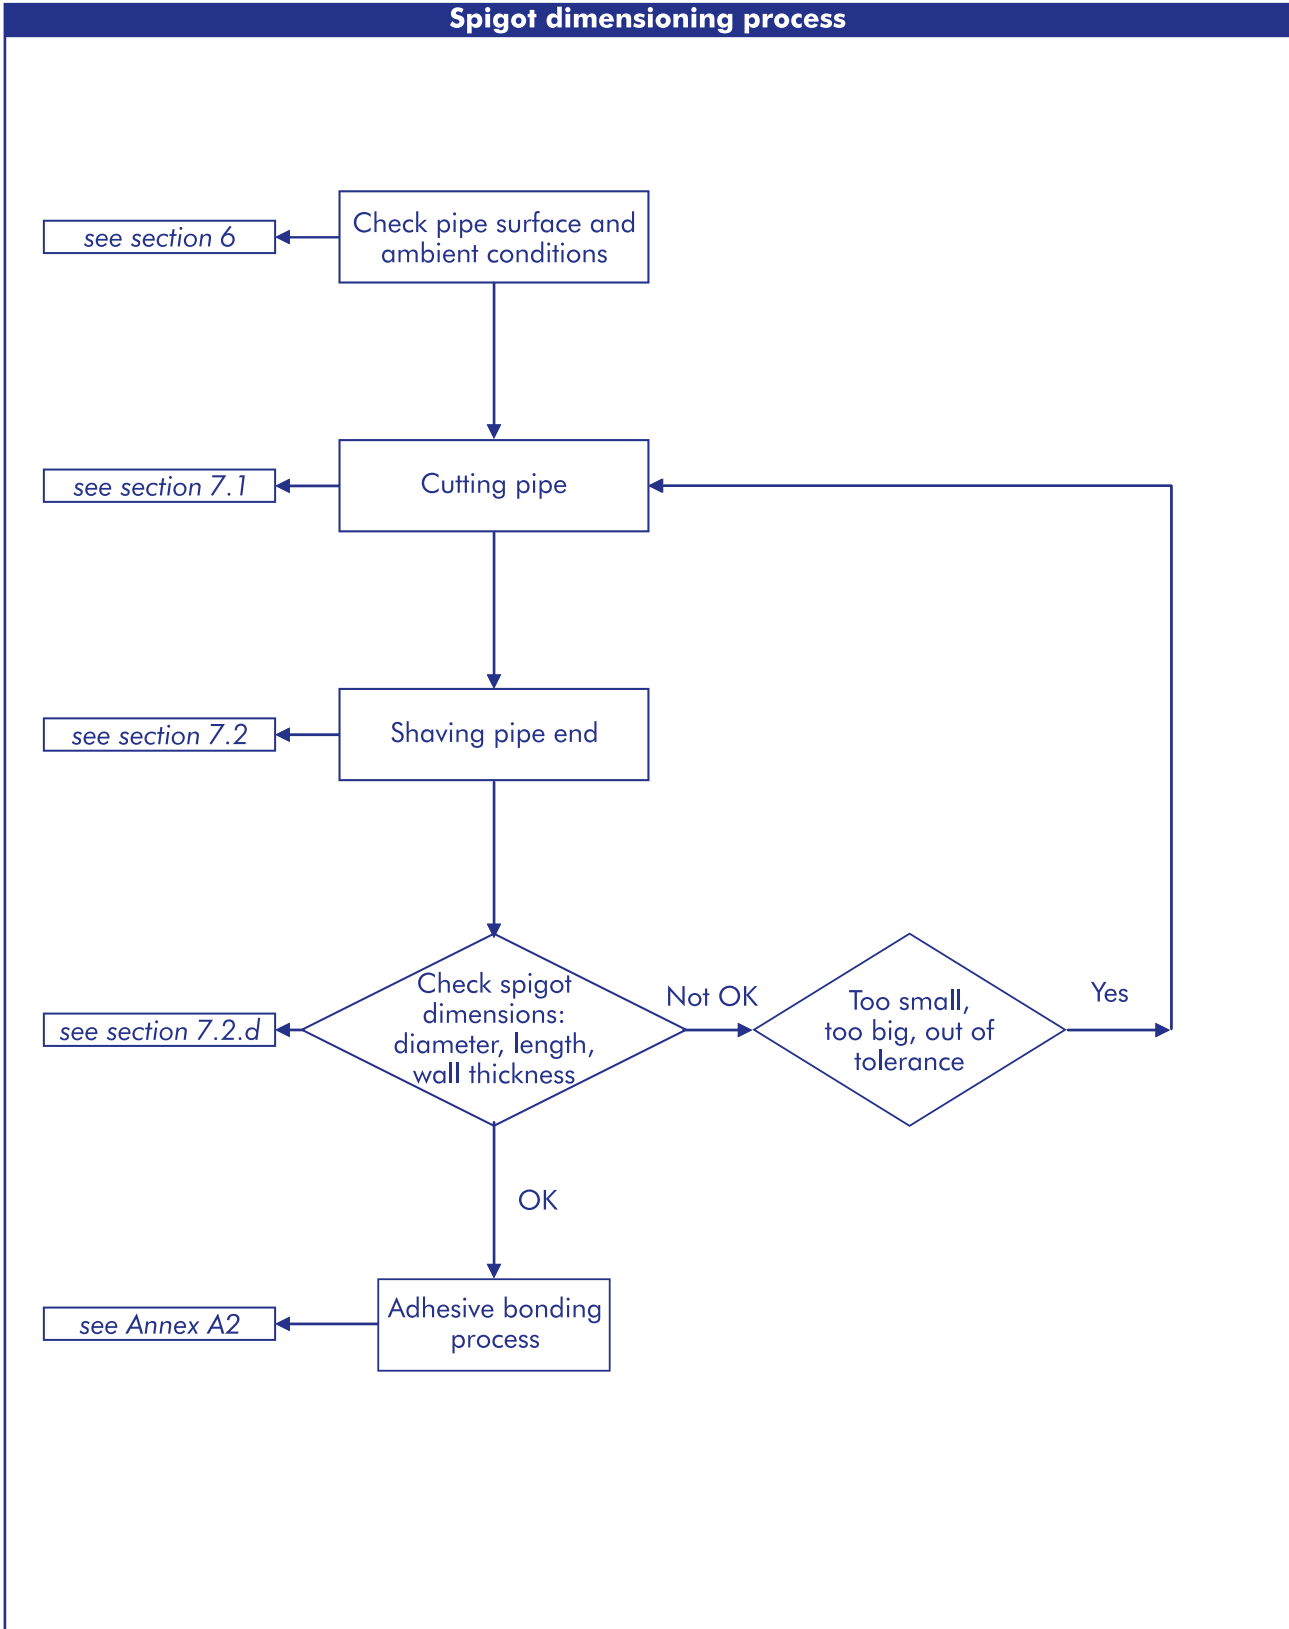 Spigot dimensioning process
see section 6
Check pipe surface and
ambient conditions
see section 7.1
Cutting pipe
see section 7.2
Shaving pipe end
see section 7.2.d
Check spigot
dimensions:
diameter, length,
wall thickness
Not OK
Too small,
too big, out of
tolerance
Yes
OK
see Annex A2
Adhesive bonding
process